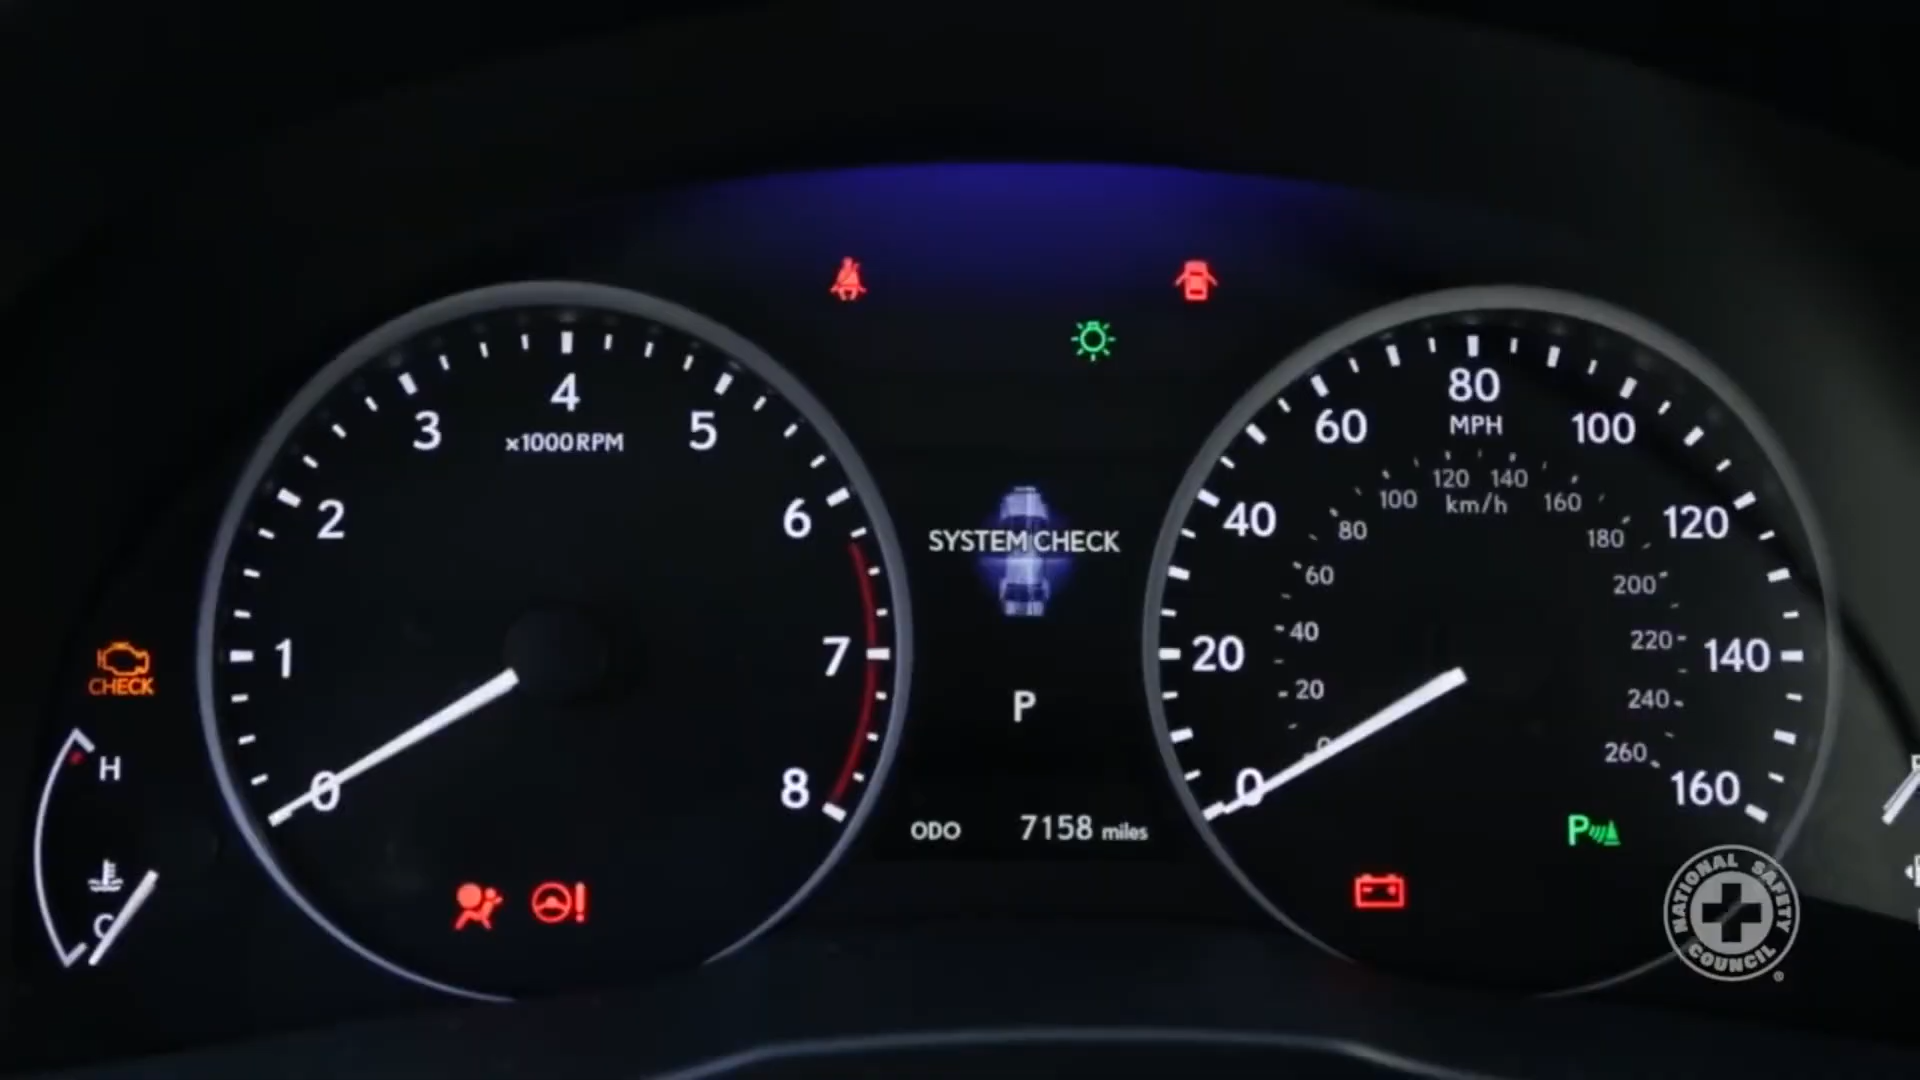 4
x1000RPM
3
5
2
6
1
7
0
8
CHECK
H
C
SYSTEM CHECK
P
ODO 7158 miles
80
MPH
60
100
40
120
20
140
0
160
120 140
km/h
100
160
80
180
60
200
40
220
20
240
0
260
P
NATIONAL SAFETY
COUNCIL
®